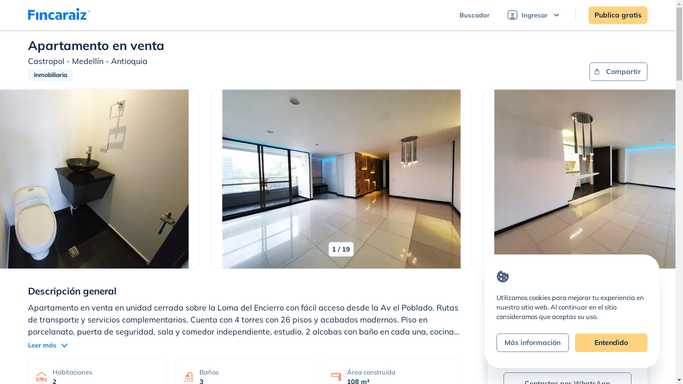 Fincaraiz
Buscador
Ingresar
Publica gratis
Apartamento en venta
Castropol - Medellín - Antioquia
Inmobiliaria
Compartir
1 / 19
Descripción general
Apartamento en venta en unidad cerrada sobre la Loma del Encierro con fácil acceso desde la Av el Poblado. Rutas
de transporte y servicios complementarios. Cuenta con 4 torres con 26 pisos y acabados modernos. Piso en
porcelanato, puerta de seguridad, sala y comedor independiente, estudio, 2 alcobas con baño en cada una, cocina...
Leer más
Habitaciones
2
Baños
3
Área construida
108 m²
Utilizamos cookies para mejorar tu experiencia en
nuestro sitio web. Al continuar en el sitio
consideramos que aceptas su uso.
Más información
Entendido
Contactar por WhatsApp